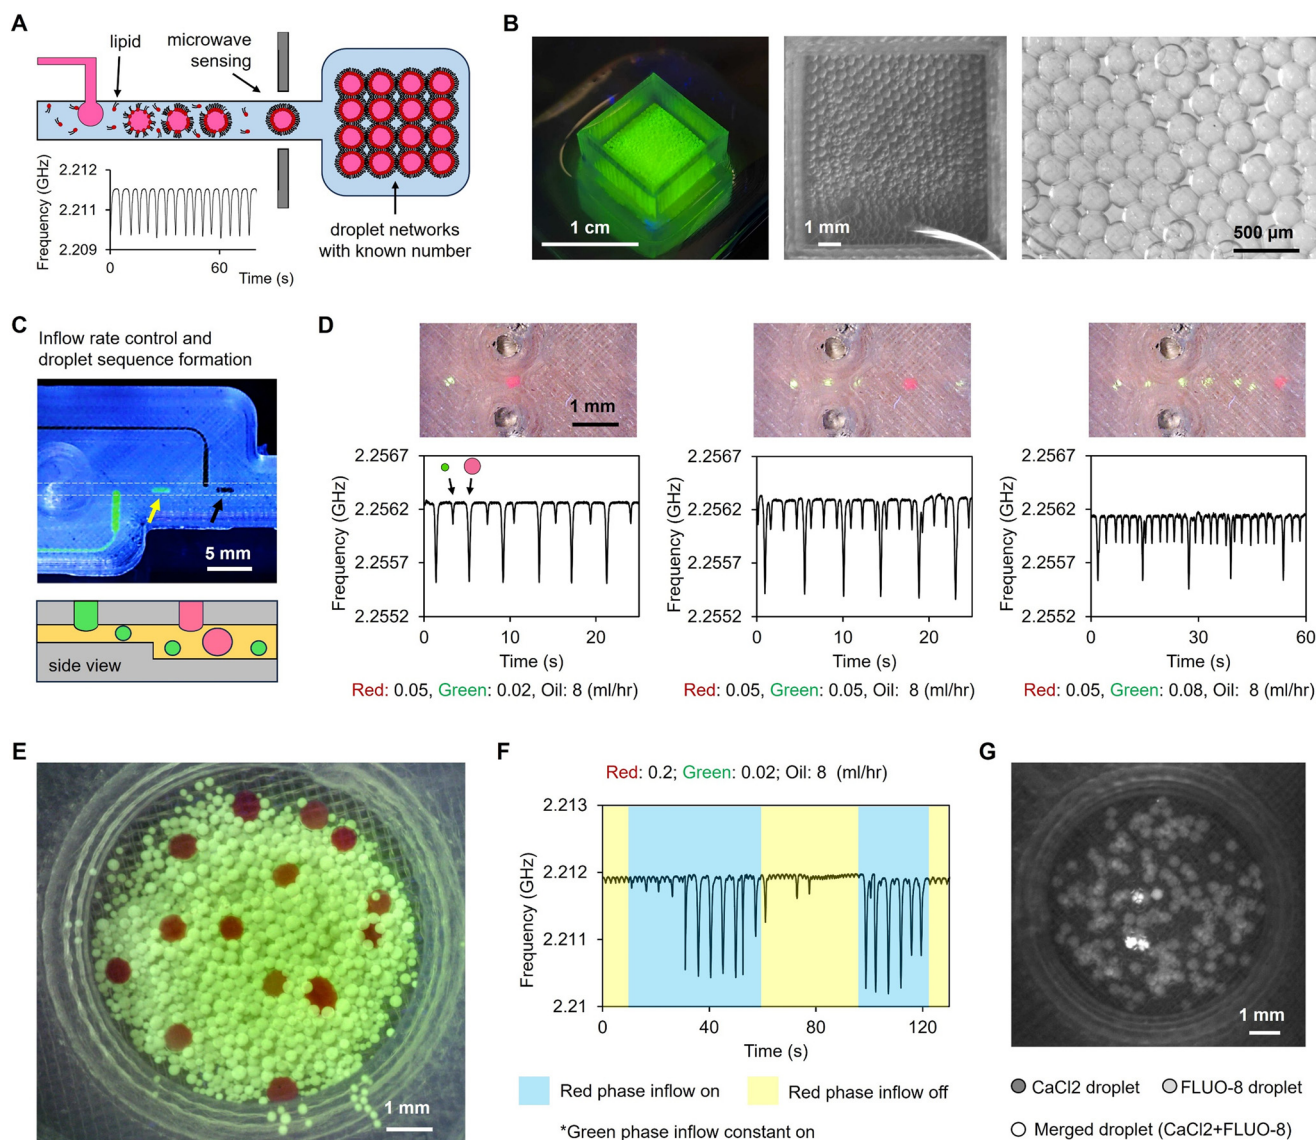 A
lipid
microwave
sensing
Frequency (GHz)
2.212
2.211
2.209
0
60
Time (s)
droplet networks
with known number
B
1 cm
1 mm
500 µm
C
Inflow rate control and
droplet sequence formation
5 mm
side view
D
1 mm
Frequency (GHz)
2.2567
2.2562
2.2557
2.2552
0
10
20
Time (s)
Red: 0.05, Green: 0.02, Oil: 8 (ml/hr)
Frequency (GHz)
2.2567
2.2562
2.2557
2.2552
0
10
20
Time (s)
Red: 0.05, Green: 0.05, Oil: 8 (ml/hr)
Frequency (GHz)
2.2567
2.2562
2.2557
2.2552
0
15
30
45
60
Time (s)
Red: 0.05, Green: 0.08, Oil: 8 (ml/hr)
E
1 mm
F
Red: 0.2; Green: 0.02; Oil: 8 (ml/hr)
Frequency (GHz)
2.213
2.212
2.211
2.21
0
40
80
120
Time (s)
Red phase inflow on
Red phase inflow off
*Green phase inflow constant on
G
1 mm
CaCl2 droplet
FLUO-8 droplet
Merged droplet (CaCl2+FLUO-8)